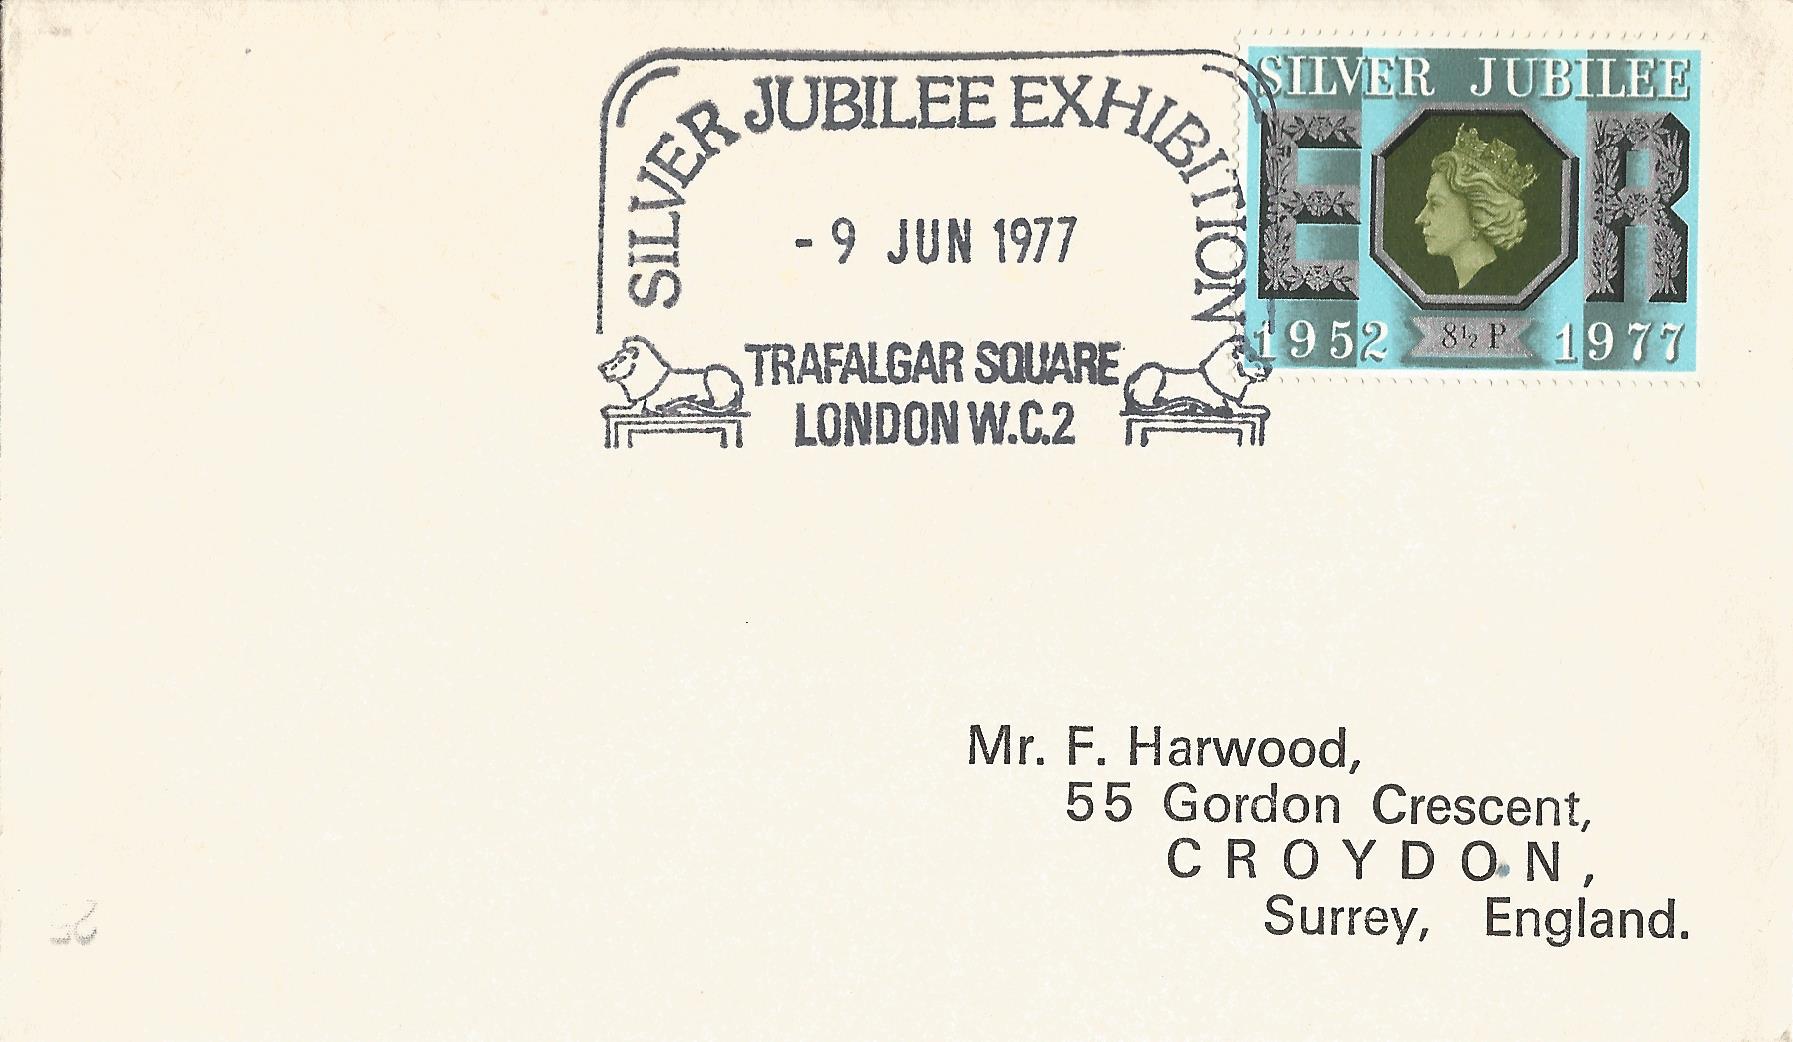 SILVER JUBILEE EXHIBITION
- 9 JUN 1977
TRAFALGAR SQUARE
LONDON W.C.2
SILVER JUBILEE
E R
1952 8½ P 1977
Mr. F. Harwood,
55 Gordon Crescent,
CROYDON,
Surrey, England.